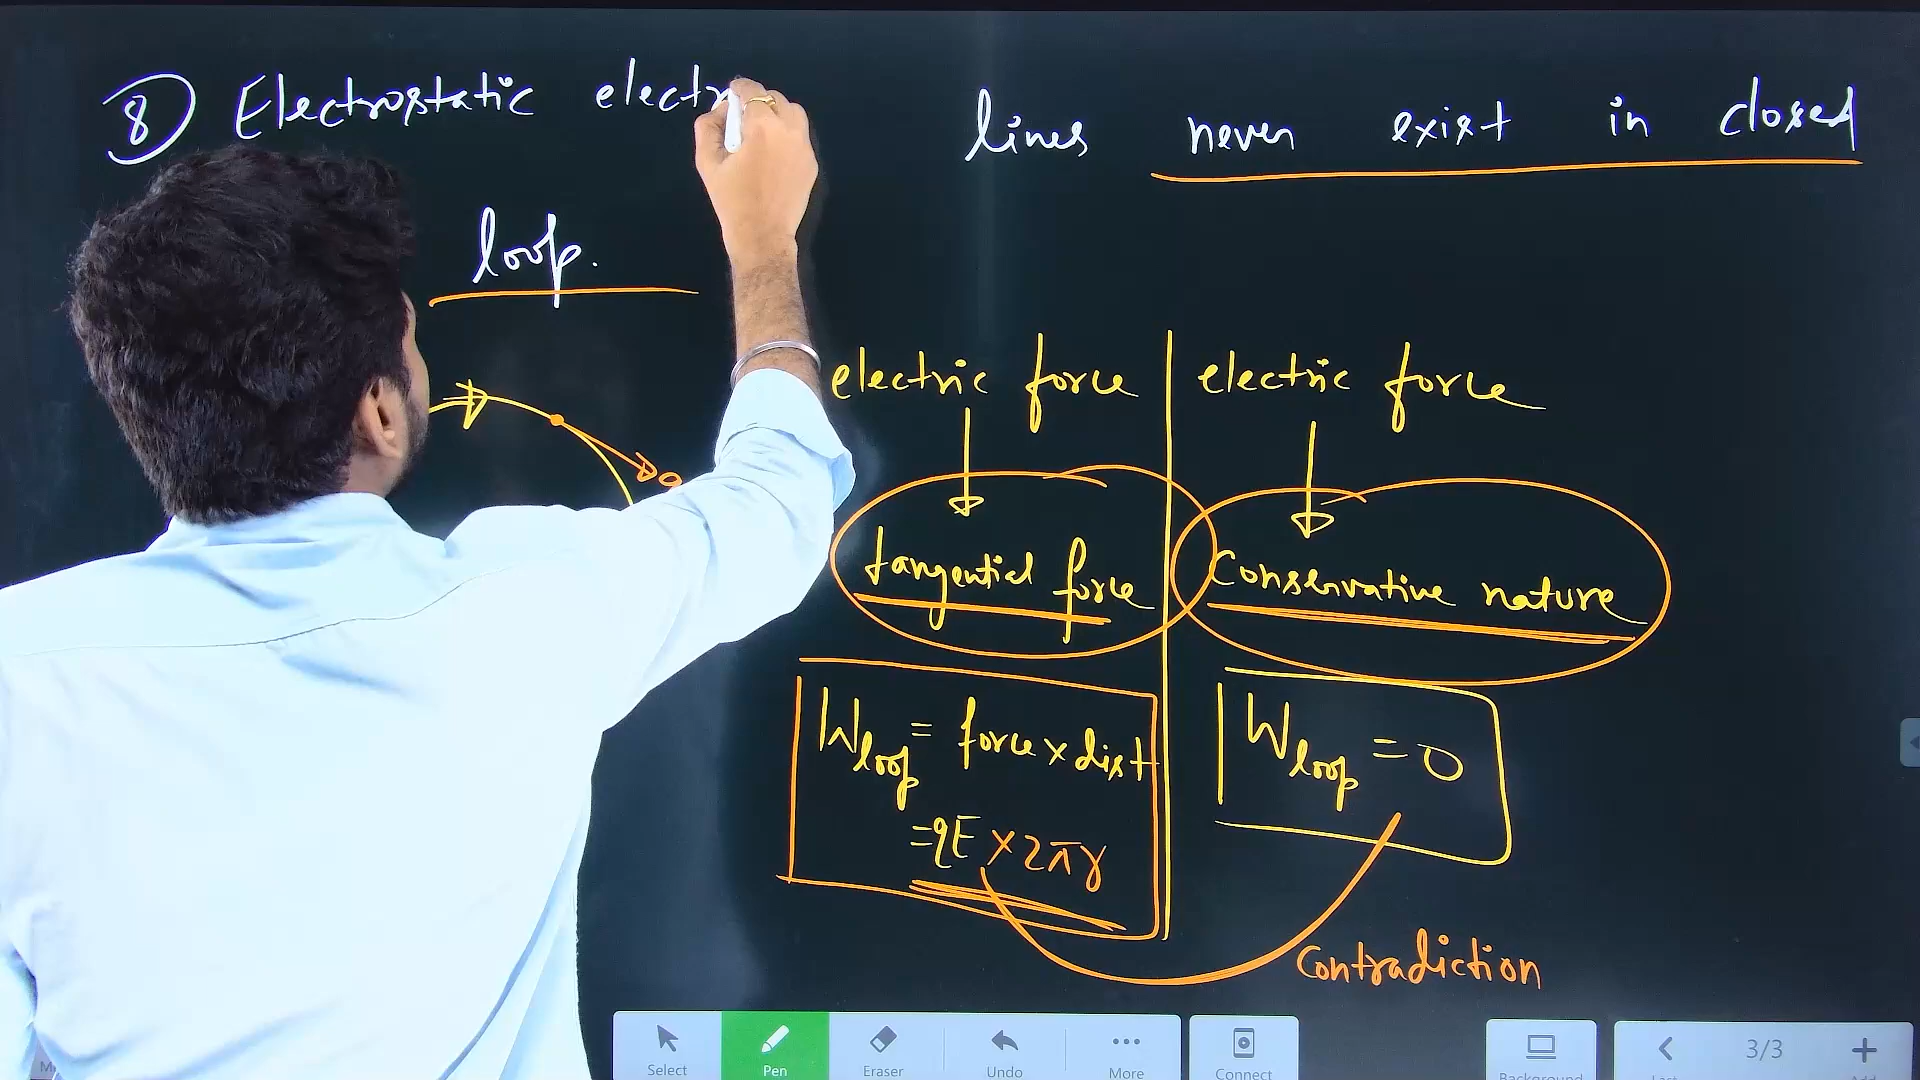 8 Electrostatic electr lines never exist in closed
loop.
electric force
electric force
tangential force
Conservative nature
Wloop = force x dist
= qE x 2πr
Wloop = 0
Contradiction
Select Pen Eraser Undo More Connect Background 3/3